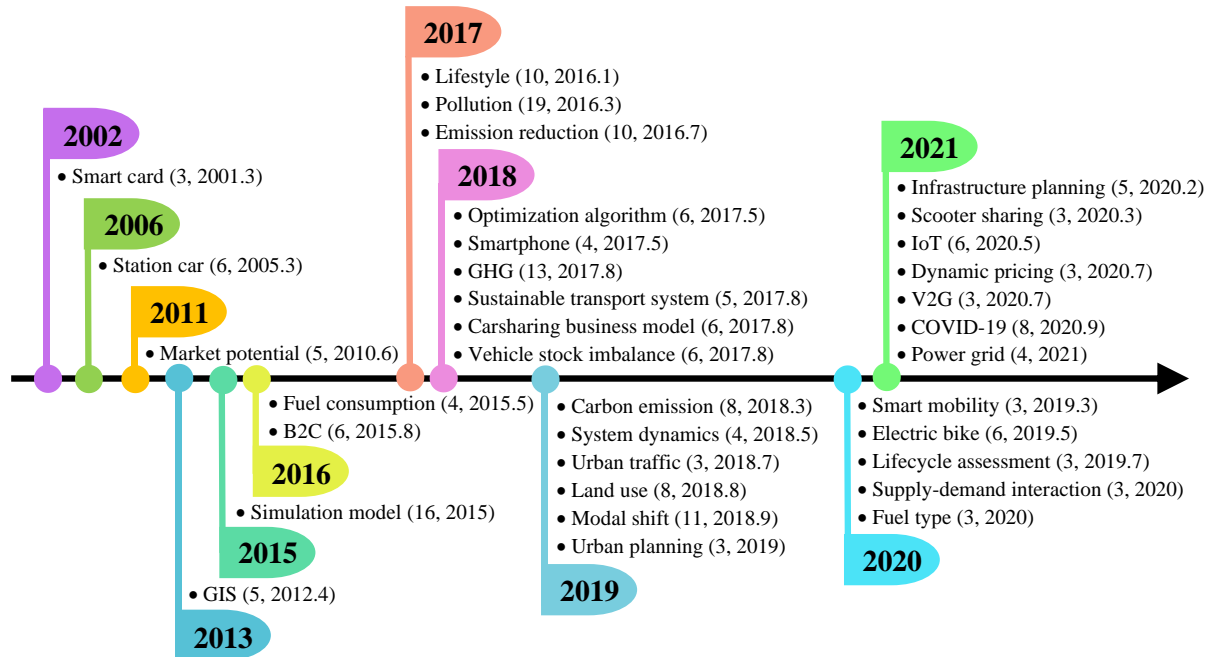 2002
• Smart card (3, 2001.3)
2006
• Station car (6, 2005.3)
2011
• Market potential (5, 2010.6)
• GIS (5, 2012.4)
2013
• Simulation model (16, 2015)
2015
• Fuel consumption (4, 2015.5)
• B2C (6, 2015.8)
2016
2017
• Lifestyle (10, 2016.1)
• Pollution (19, 2016.3)
• Emission reduction (10, 2016.7)
2018
• Optimization algorithm (6, 2017.5)
• Smartphone (4, 2017.5)
• GHG (13, 2017.8)
• Sustainable transport system (5, 2017.8)
• Carsharing business model (6, 2017.8)
• Vehicle stock imbalance (6, 2017.8)
• Carbon emission (8, 2018.3)
• System dynamics (4, 2018.5)
• Urban traffic (3, 2018.7)
• Land use (8, 2018.8)
• Modal shift (11, 2018.9)
• Urban planning (3, 2019)
2019
• Smart mobility (3, 2019.3)
• Electric bike (6, 2019.5)
• Lifecycle assessment (3, 2019.7)
• Supply-demand interaction (3, 2020)
• Fuel type (3, 2020)
2020
2021
• Infrastructure planning (5, 2020.2)
• Scooter sharing (3, 2020.3)
• IoT (6, 2020.5)
• Dynamic pricing (3, 2020.7)
• V2G (3, 2020.7)
• COVID-19 (8, 2020.9)
• Power grid (4, 2021)